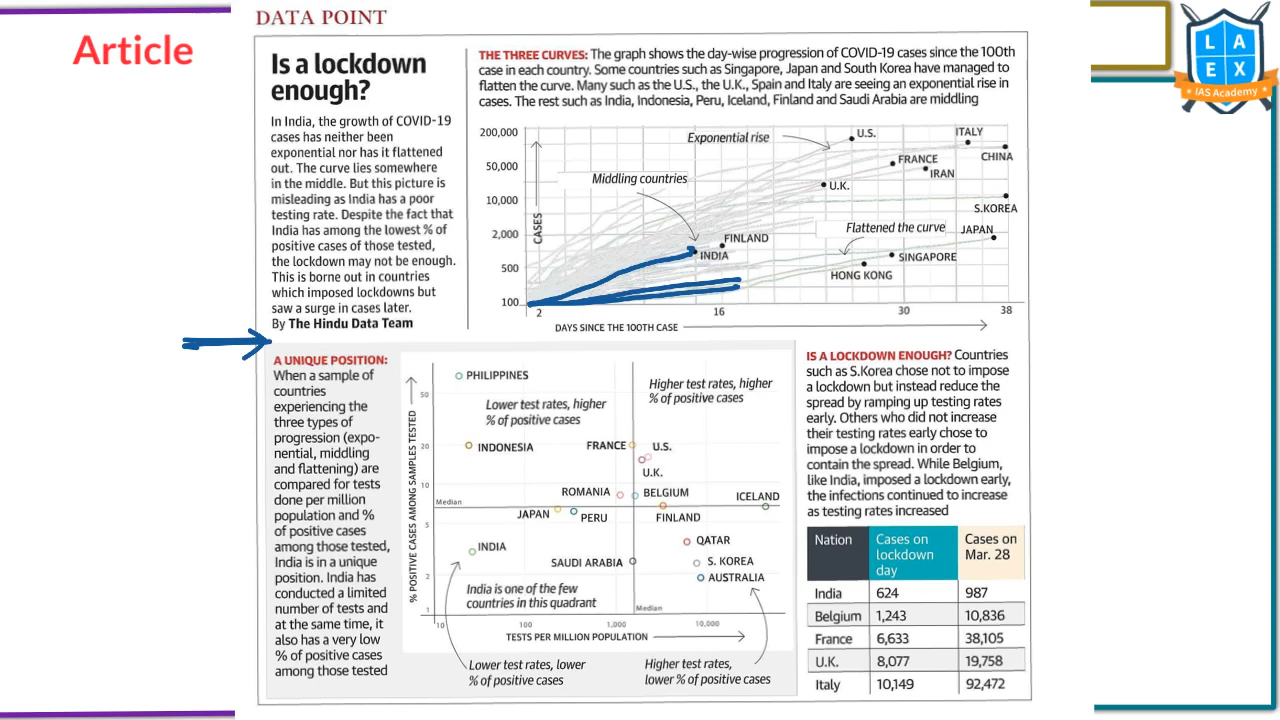 DATA POINT
Article
L A
E X
IAS Academy
Is a lockdown
enough?
In India, the growth of COVID-19
cases has neither been
exponential nor has it flattened
out. The curve lies somewhere
in the middle. But this picture is
misleading as India has a poor
testing rate. Despite the fact that
India has among the lowest % of
positive cases of those tested,
the lockdown may not be enough.
This is borne out in countries
which imposed lockdowns but
saw a surge in cases later.
By The Hindu Data Team
THE THREE CURVES: The graph shows the day-wise progression of COVID-19 cases since the 100th
case in each country. Some countries such as Singapore, Japan and South Korea have managed to
flatten the curve. Many such as the U.S., the U.K., Spain and Italy are seeing an exponential rise in
cases. The rest such as India, Indonesia, Peru, Iceland, Finland and Saudi Arabia are middling
200,000
50,000
10,000
2,000
500
100
CASES
Exponential rise
Middling countries
Flattened the curve
U.S.
ITALY
CHINA
FRANCE
IRAN
U.K.
S.KOREA
JAPAN
FINLAND
INDIA
SINGAPORE
HONG KONG
2
16
30
38
DAYS SINCE THE 100TH CASE
A UNIQUE POSITION:
When a sample of
countries
experiencing the
three types of
progression (expo-
nential, middling
and flattening) are
compared for tests
done per million
population and %
of positive cases
among those tested,
India is in a unique
position. India has
conducted a limited
number of tests and
at the same time, it
also has a very low
% of positive cases
among those tested
% POSITIVE CASES AMONG SAMPLES TESTED
50
20
10
5
2
1
PHILIPPINES
Lower test rates, higher
% of positive cases
Higher test rates, higher
% of positive cases
INDONESIA
FRANCE
U.S.
U.K.
ROMANIA
BELGIUM
ICELAND
Median
JAPAN
PERU
FINLAND
INDIA
QATAR
SAUDI ARABIA
S. KOREA
AUSTRALIA
India is one of the few
countries in this quadrant
Median
10
100
1,000
10,000
TESTS PER MILLION POPULATION
Lower test rates, lower
% of positive cases
Higher test rates,
lower % of positive cases
IS A LOCKDOWN ENOUGH? Countries
such as S.Korea chose not to impose
a lockdown but instead reduce the
spread by ramping up testing rates
early. Others who did not increase
their testing rates early chose to
impose a lockdown in order to
contain the spread. While Belgium,
like India, imposed a lockdown early,
the infections continued to increase
as testing rates increased
Nation Cases on lockdown day Cases on Mar. 28
India 624 987
Belgium 1,243 10,836
France 6,633 38,105
U.K. 8,077 19,758
Italy 10,149 92,472